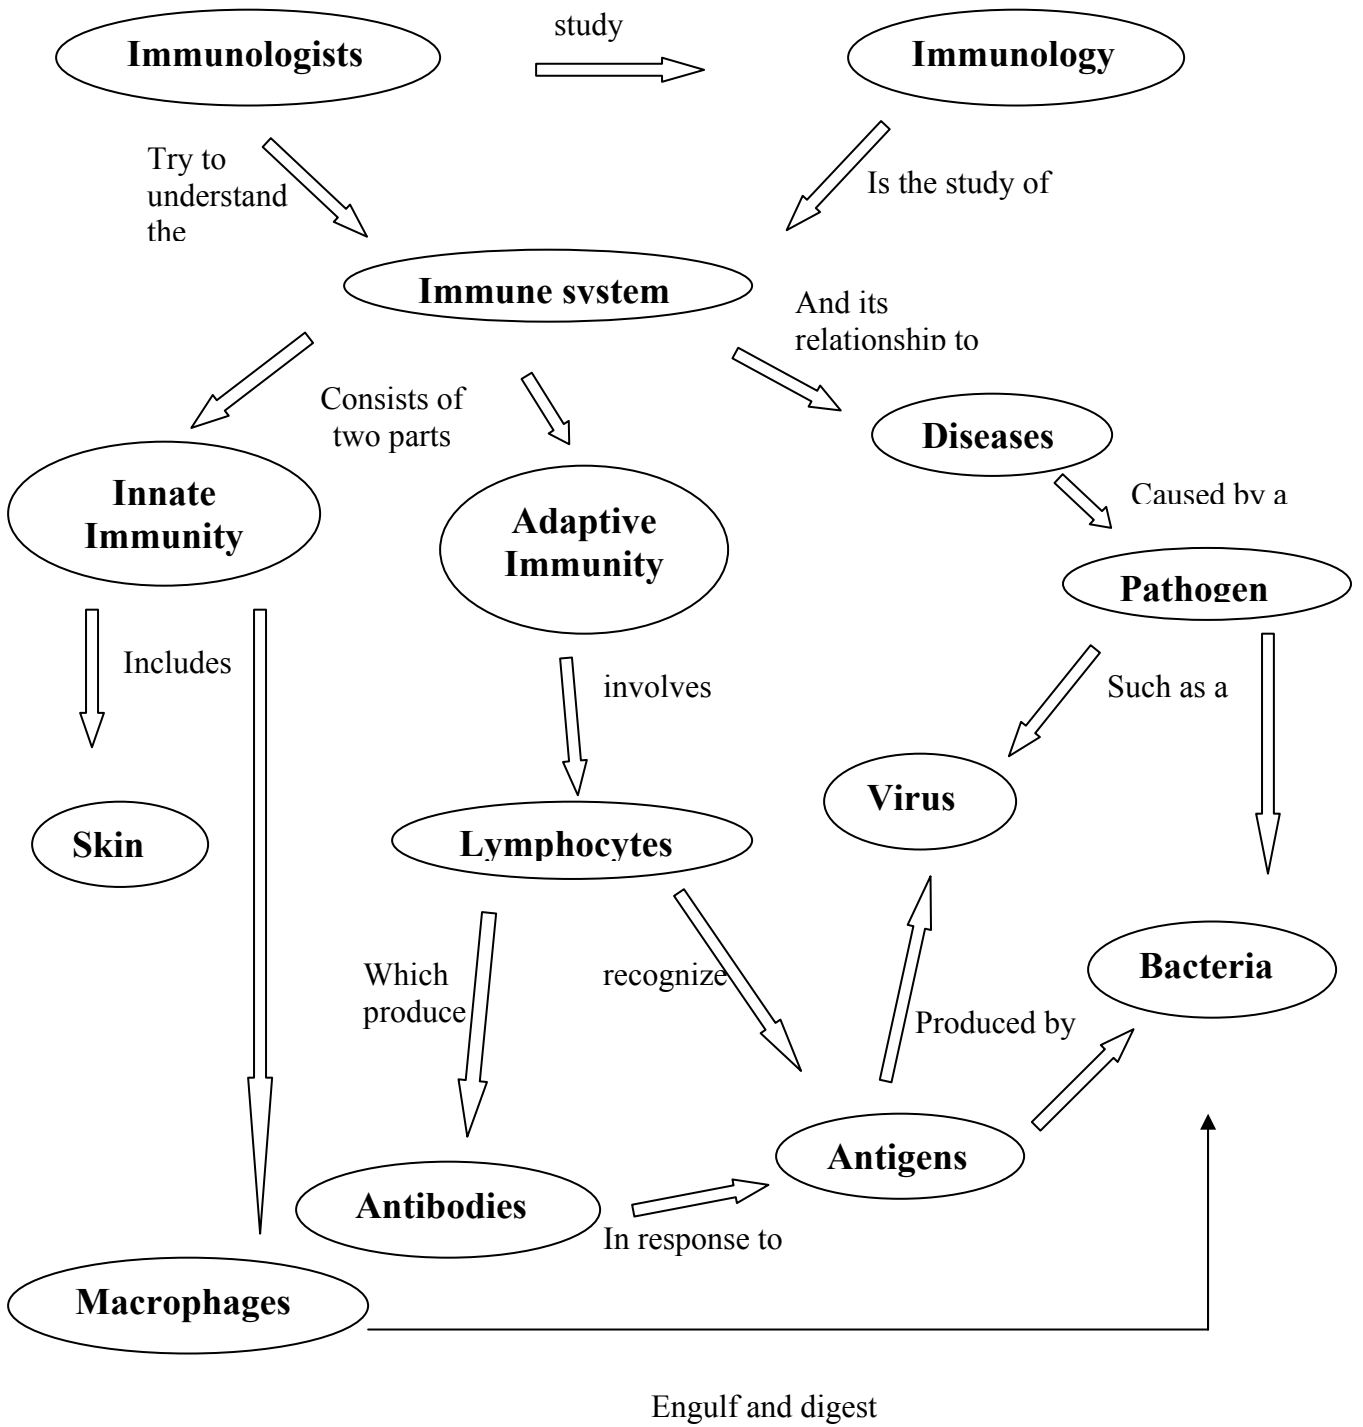 study
Immunologists
Immunology
Try to
understand
the
Is the study of
Immune system
And its
relationship to
Consists of
two parts
Diseases
Innate
Immunity
Adaptive
Immunity
Caused by a
Pathogen
Includes
involves
Such as a
Virus
Skin
Lymphocytes
Which
produce
recognize
Bacteria
Produced by
Antigens
Antibodies
In response to
Macrophages
Engulf and digest